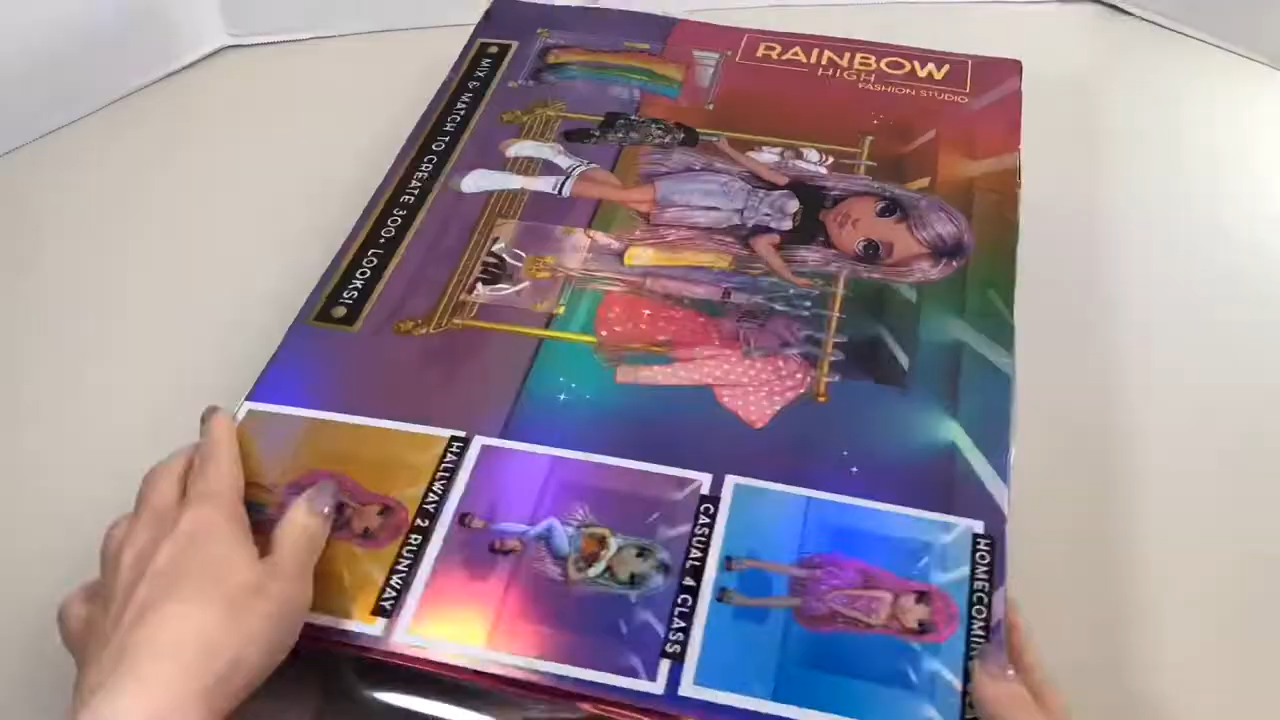 RAINBOW
HIGH
FASHION STUDIO
MIX & MATCH TO CREATE 300+ LOOKS!
HALLWAY 2 RUNWAY
CASUAL 4 CLASS